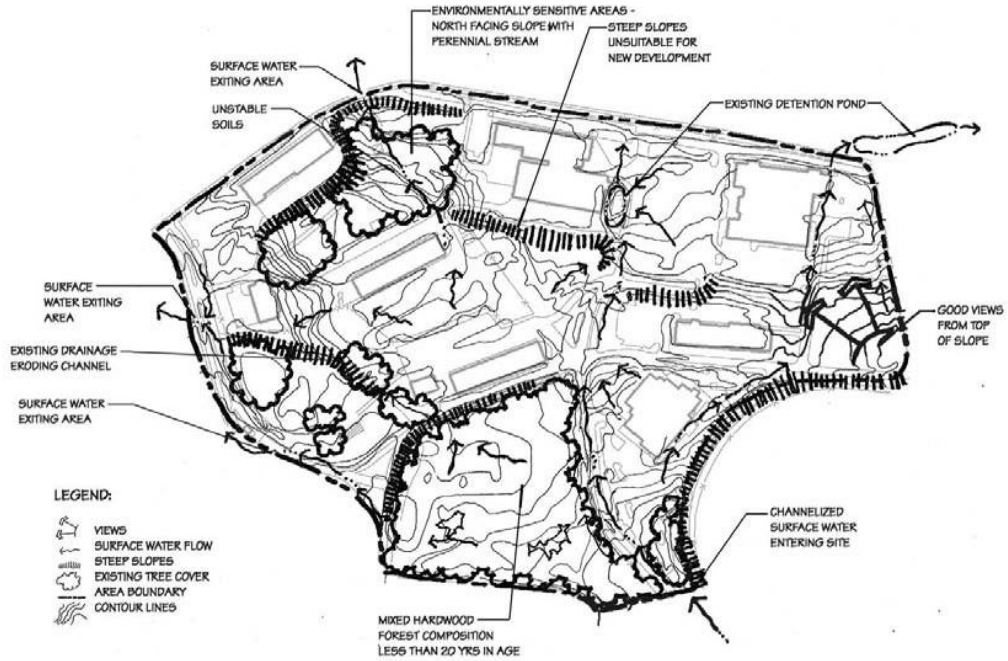 ENVIRONMENTALLY SENSITIVE AREAS -
NORTH FACING SLOPE WITH
PERENNIAL STREAM
STEEP SLOPES
UNSUITABLE FOR
NEW DEVELOPMENT
SURFACE WATER
EXITING AREA
UNSTABLE
SOILS
EXISTING DETENTION POND
SURFACE
WATER EXITING
AREA
GOOD VIEWS
FROM TOP
OF SLOPE
EXISTING DRAINAGE
ERODING CHANNEL
SURFACE WATER
EXITING AREA
LEGEND:
VIEWS
SURFACE WATER FLOW
STEEP SLOPES
EXISTING TREE COVER
AREA BOUNDARY
CONTOUR LINES
CHANNELIZED
SURFACE WATER
ENTERING SITE
MIXED HARDWOOD
FOREST COMPOSITION
LESS THAN 20 YRS IN AGE